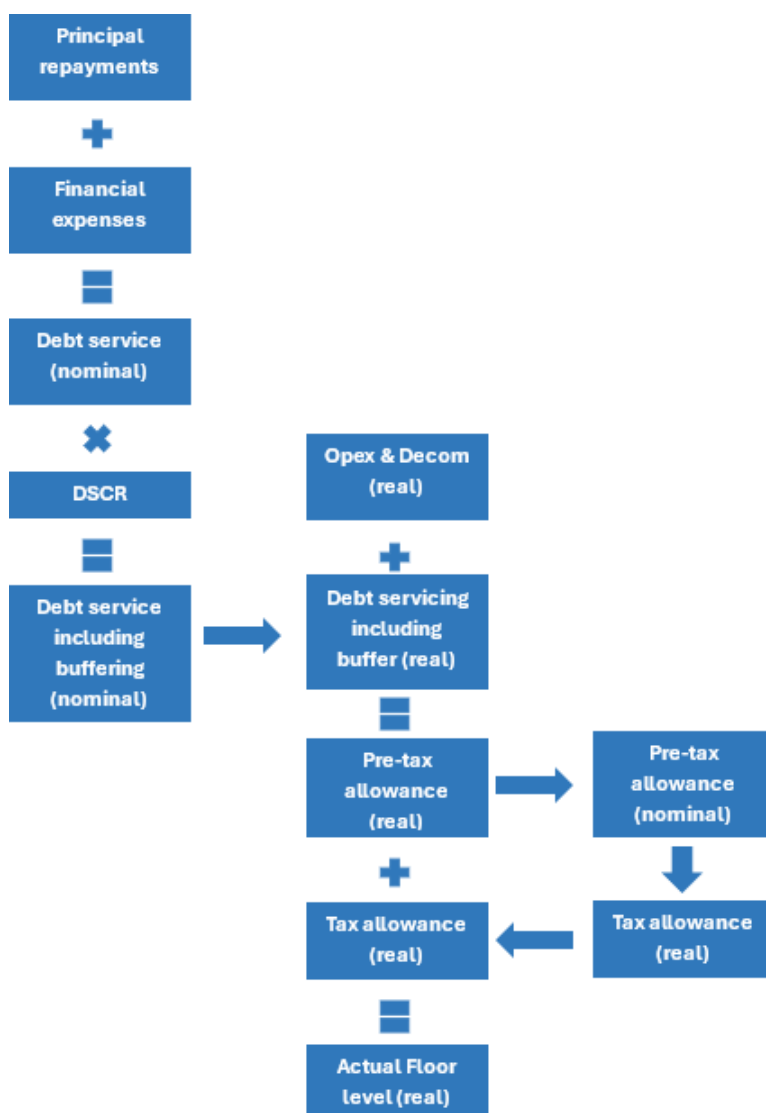 Principal
repayments
Financial
expenses
Debt service
(nominal)
DSCR
Debt service
including
buffering
(nominal)
Opex & Decom
(real)
Debt servicing
including
buffer (real)
Pre-tax
allowance
(real)
Pre-tax
allowance
(nominal)
Tax allowance
(real)
Tax allowance
(real)
Actual Floor
level (real)